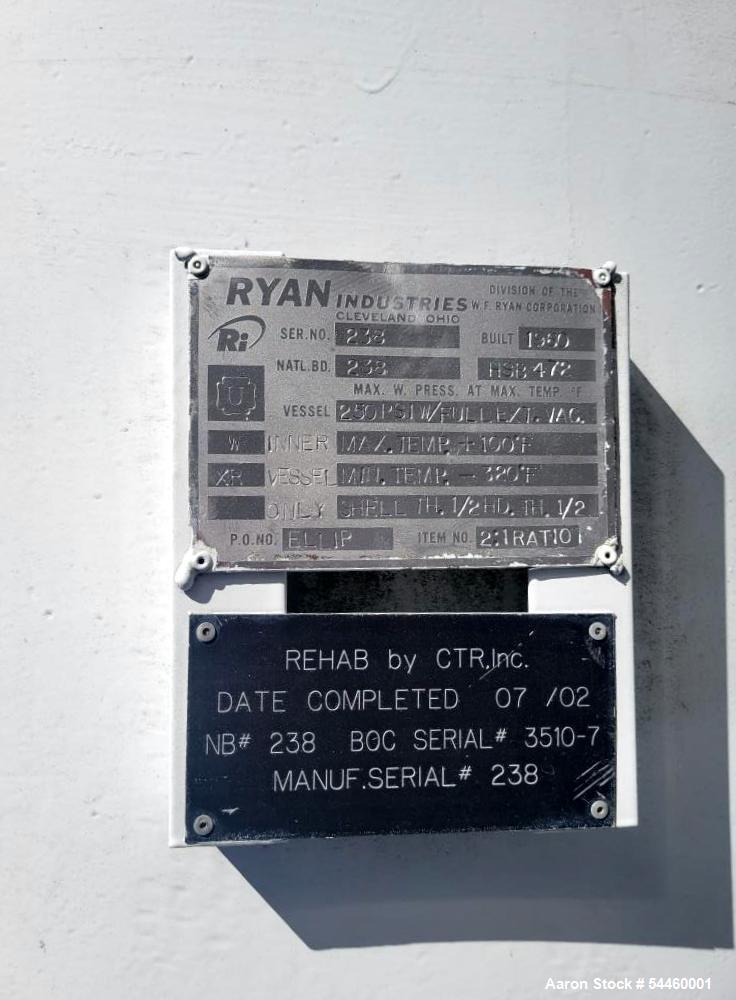 RYAN INDUSTRIES
DIVISION OF THE
W.F. RYAN CORPORATION
CLEVELAND OHIO
Ri SER.NO. 238 BUILT 1980
NATL.BD. 238 472
MAX. W. PRESS. AT MAX. TEMP °F
U VESSEL 250 PSI W/FULL EXT. VAC.
W INNER MAX. TEMP. + 100°F
XR VESSEL MIN. TEMP. - 320°F
ONLY SHELL TH. 1/2 HD. TH. 1/2
P.O.NO. ELLIP ITEM NO. 2:1RATIO
REHAB by CTR,Inc.
DATE COMPLETED 07 /02
NB# 238 BOC SERIAL# 3510-7
MANUF.SERIAL# 238
Aaron Stock # 54460001